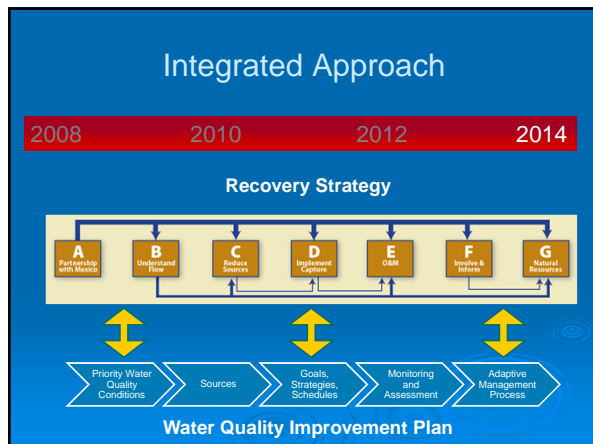 Integrated Approach
2008 2010 2012 2014
Recovery Strategy
A B C D E F G
Partnership Understand Reduce Implement O&M Involve & Natural
with Mexico Flow Sources Capture Inform Resources
Priority Water Quality Conditions
Sources
Goals, Strategies, Schedules
Monitoring and Assessment
Adaptive Management Process
Water Quality Improvement Plan